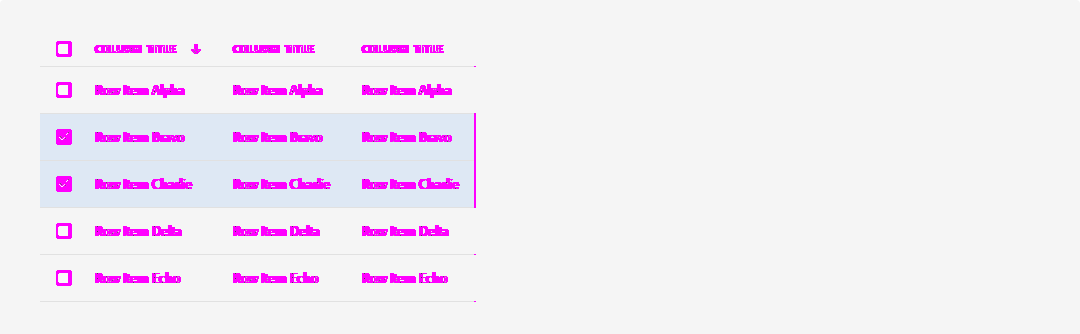 COLUMN TITLE COLUMN TITLE COLUMN TITLE
Row Item Alpha Row Item Alpha Row Item Alpha
Row Item Bravo Row Item Bravo Row Item Bravo
Row Item Charlie Row Item Charlie Row Item Charlie
Row Item Delta Row Item Delta Row Item Delta
Row Item Echo Row Item Echo Row Item Echo